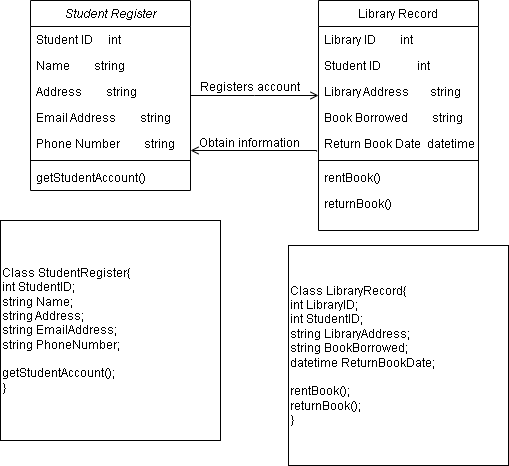 Student Register
Student ID int
Name string
Address string
Email Address string
Phone Number string
getStudentAccount()
Registers account
Obtain information
Library Record
Library ID int
Student ID int
Library Address string
Book Borrowed string
Return Book Date datetime
rentBook()
returnBook()
Class StudentRegister{
int StudentID;
string Name;
string Address;
string EmailAddress;
string PhoneNumber;
getStudentAccount();
}
Class LibraryRecord{
int LibraryID;
int StudentID;
string LibraryAddress;
string BookBorrowed;
datetime ReturnBookDate;
rentBook();
returnBook();
}